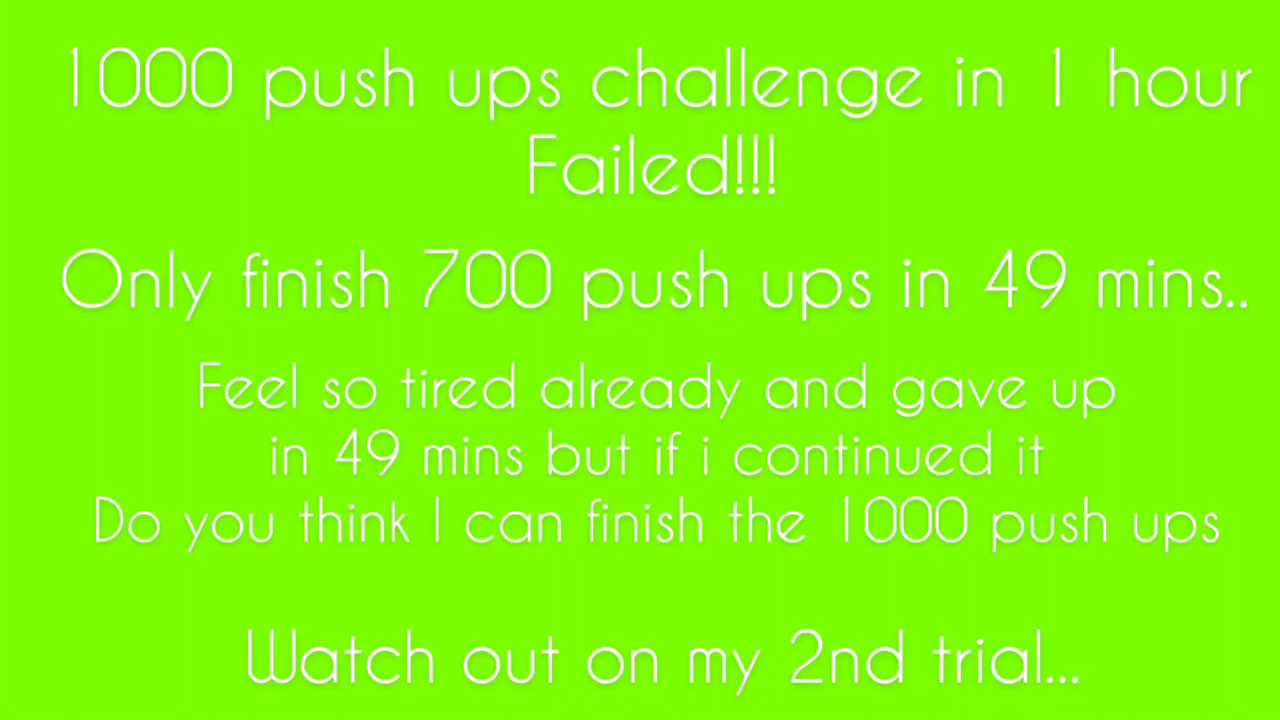 1000 push ups challenge in 1 hour
Failed!!!
Only finish 700 push ups in 49 mins..
Feel so tired already and gave up
in 49 mins but if i continued it
Do you think I can finish the 1000 push ups
Watch out on my 2nd trial...